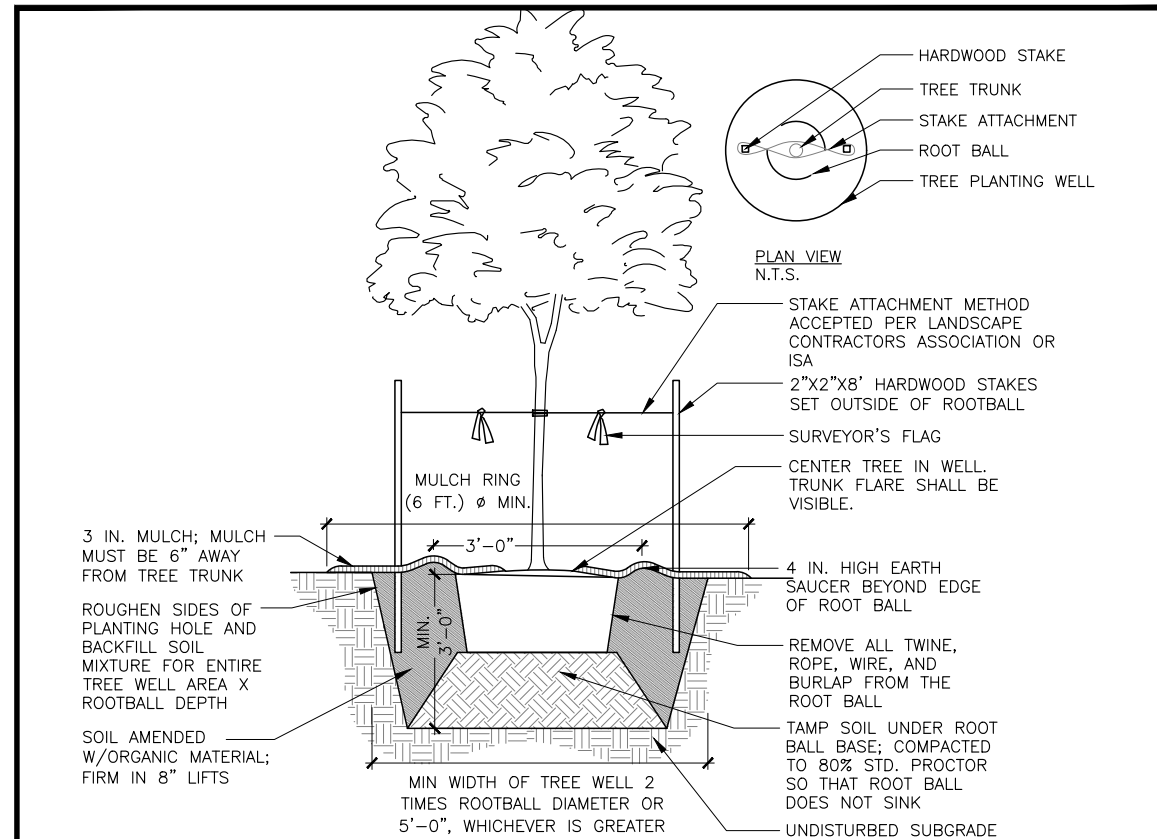 HARDWOOD STAKE
TREE TRUNK
STAKE ATTACHMENT
ROOT BALL
TREE PLANTING WELL
PLAN VIEW
N.T.S.
STAKE ATTACHMENT METHOD
ACCEPTED PER LANDSCAPE
CONTRACTORS ASSOCIATION OR
ISA
2"X2"X8' HARDWOOD STAKES
SET OUTSIDE OF ROOTBALL
SURVEYOR'S FLAG
CENTER TREE IN WELL.
TRUNK FLARE SHALL BE
VISIBLE.
MULCH RING
(6 FT.) ø MIN.
3'-0"
3 IN. MULCH; MULCH
MUST BE 6" AWAY
FROM TREE TRUNK
ROUGHEN SIDES OF
PLANTING HOLE AND
BACKFILL SOIL
MIXTURE FOR ENTIRE
TREE WELL AREA X
ROOTBALL DEPTH
SOIL AMENDED
W/ORGANIC MATERIAL;
FIRM IN 8" LIFTS
MIN.
3'-0"
4 IN. HIGH EARTH
SAUCER BEYOND EDGE
OF ROOT BALL
REMOVE ALL TWINE,
ROPE, WIRE, AND
BURLAP FROM THE
ROOT BALL
TAMP SOIL UNDER ROOT
BALL BASE; COMPACTED
TO 80% STD. PROCTOR
SO THAT ROOT BALL
DOES NOT SINK
UNDISTURBED SUBGRADE
MIN WIDTH OF TREE WELL 2
TIMES ROOTBALL DIAMETER OR
5'-0", WHICHEVER IS GREATER